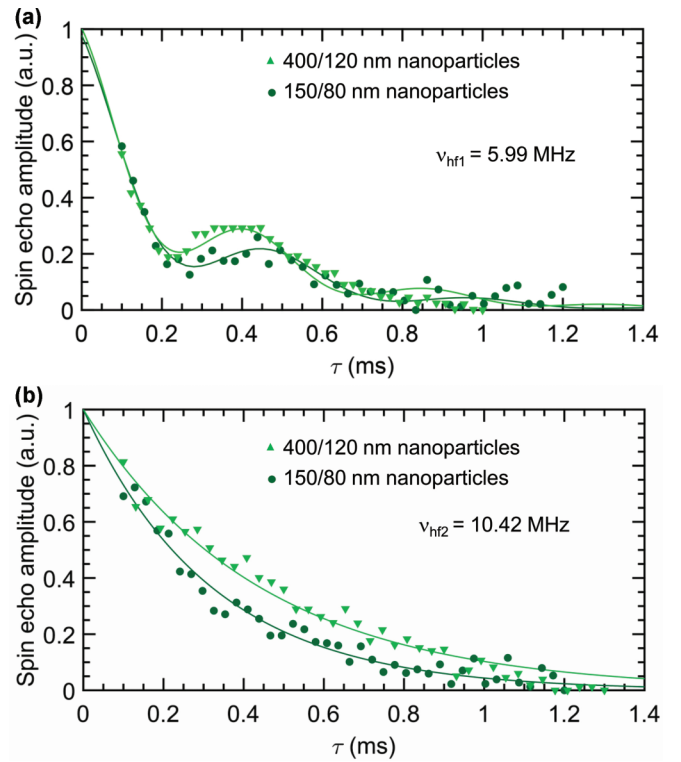 (a)
1
0.8
0.6
0.4
0.2
0
Spin echo amplitude (a.u.)
▲ 400/120 nm nanoparticles
● 150/80 nm nanoparticles
νhf1 = 5.99 MHz
0 0.2 0.4 0.6 0.8 1.0 1.2 1.4
τ (ms)
(b)
1
0.8
0.6
0.4
0.2
0
Spin echo amplitude (a.u.)
▲ 400/120 nm nanoparticles
● 150/80 nm nanoparticles
νhf2 = 10.42 MHz
0 0.2 0.4 0.6 0.8 1 1.2 1.4
τ (ms)